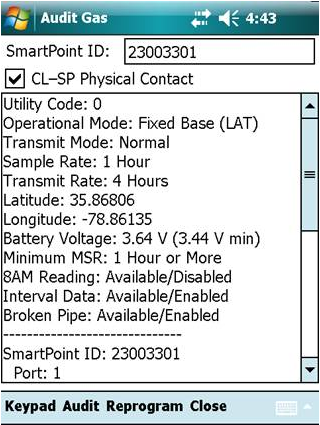 Audit Gas 4:43
SmartPoint ID: 23003301
CL-SP Physical Contact
Utility Code: 0
Operational Mode: Fixed Base (LAT)
Transmit Mode: Normal
Sample Rate: 1 Hour
Transmit Rate: 4 Hours
Latitude: 35.86806
Longitude: -78.86135
Battery Voltage: 3.64 V (3.44 V min)
Minimum MSR: 1 Hour or More
8AM Reading: Available/Disabled
Interval Data: Available/Enabled
Broken Pipe: Available/Enabled
------------------------------
SmartPoint ID: 23003301
Port: 1
Keypad Audit Reprogram Close